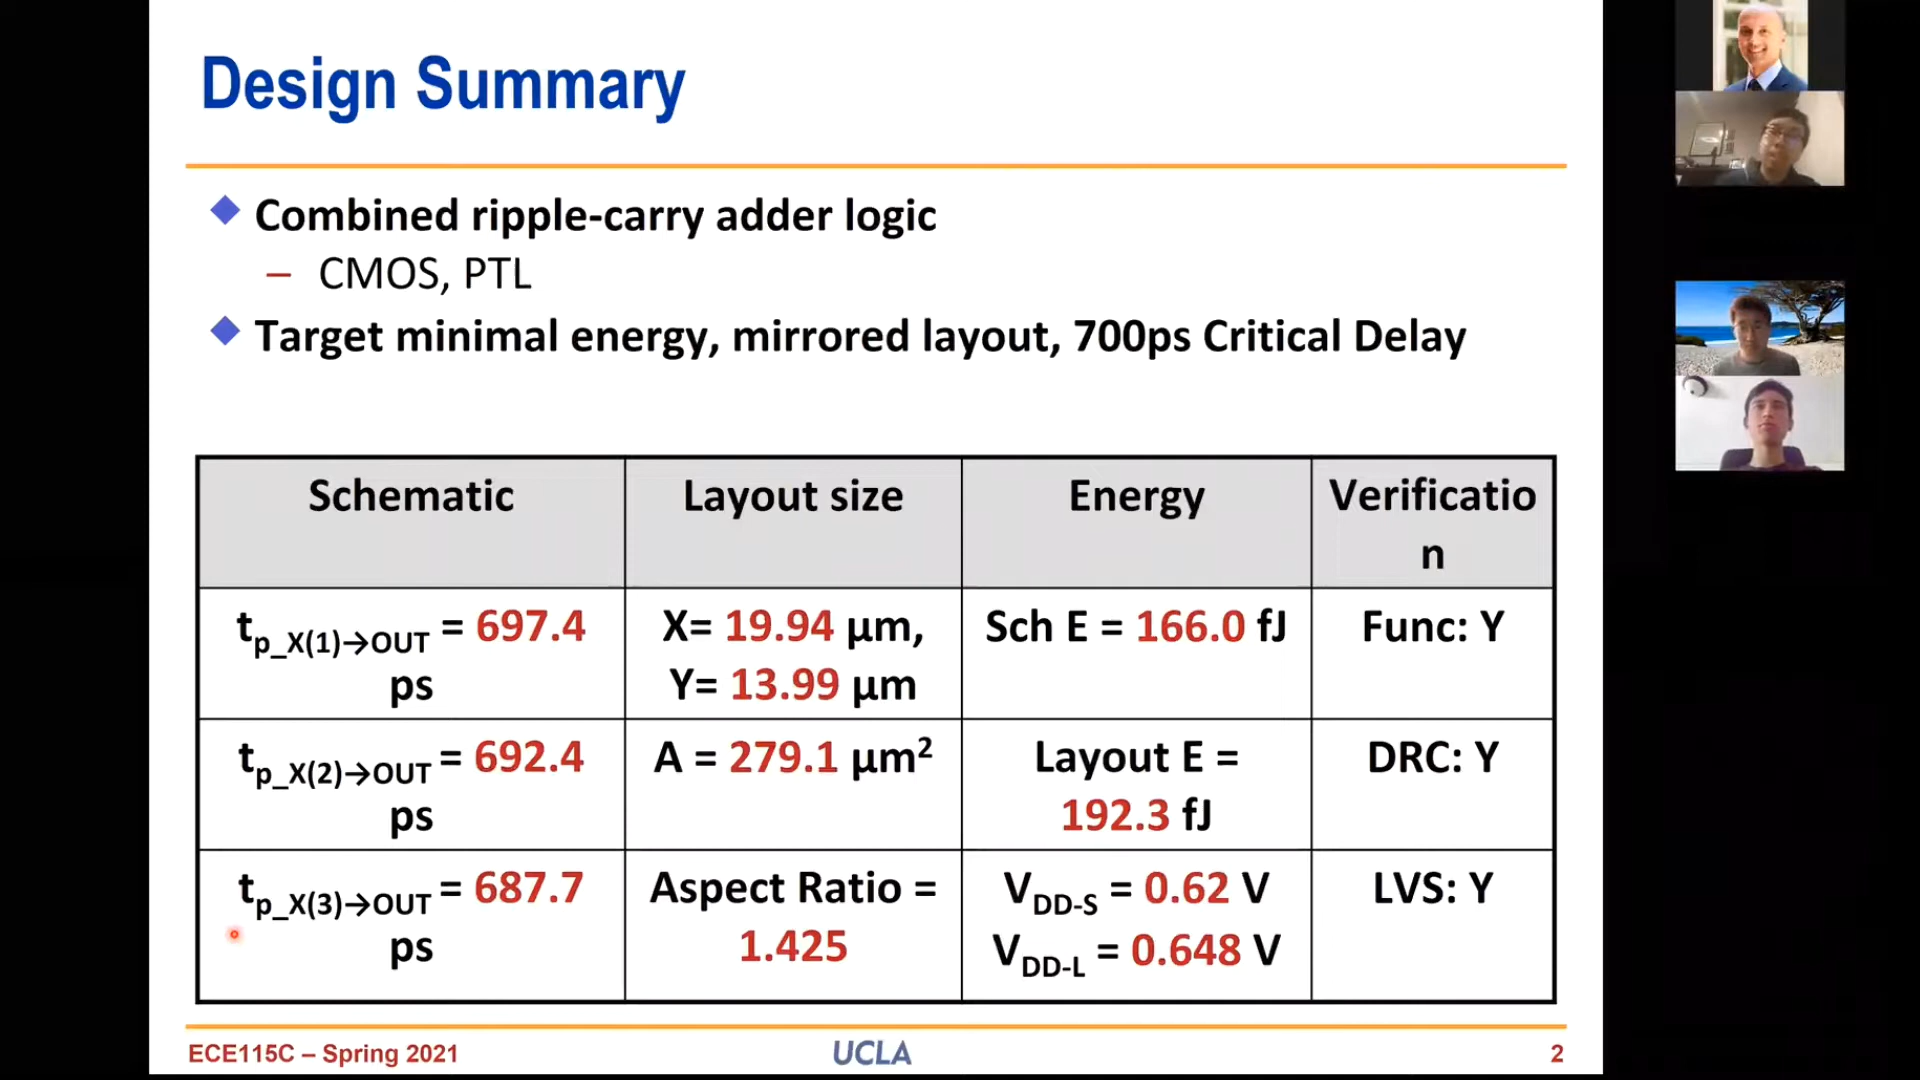 Design Summary
Combined ripple-carry adder logic
– CMOS, PTL
Target minimal energy, mirrored layout, 700ps Critical Delay
Schematic
Layout size
Energy
Verificatio
n
tp_X(1)→OUT = 697.4
ps
X= 19.94 µm,
Y= 13.99 µm
Sch E = 166.0 fJ
Func: Y
tp_X(2)→OUT = 692.4
ps
A = 279.1 µm²
Layout E =
192.3 fJ
DRC: Y
tp_X(3)→OUT = 687.7
ps
Aspect Ratio =
1.425
VDD-S = 0.62 V
VDD-L = 0.648 V
LVS: Y
ECE115C – Spring 2021
UCLA
2